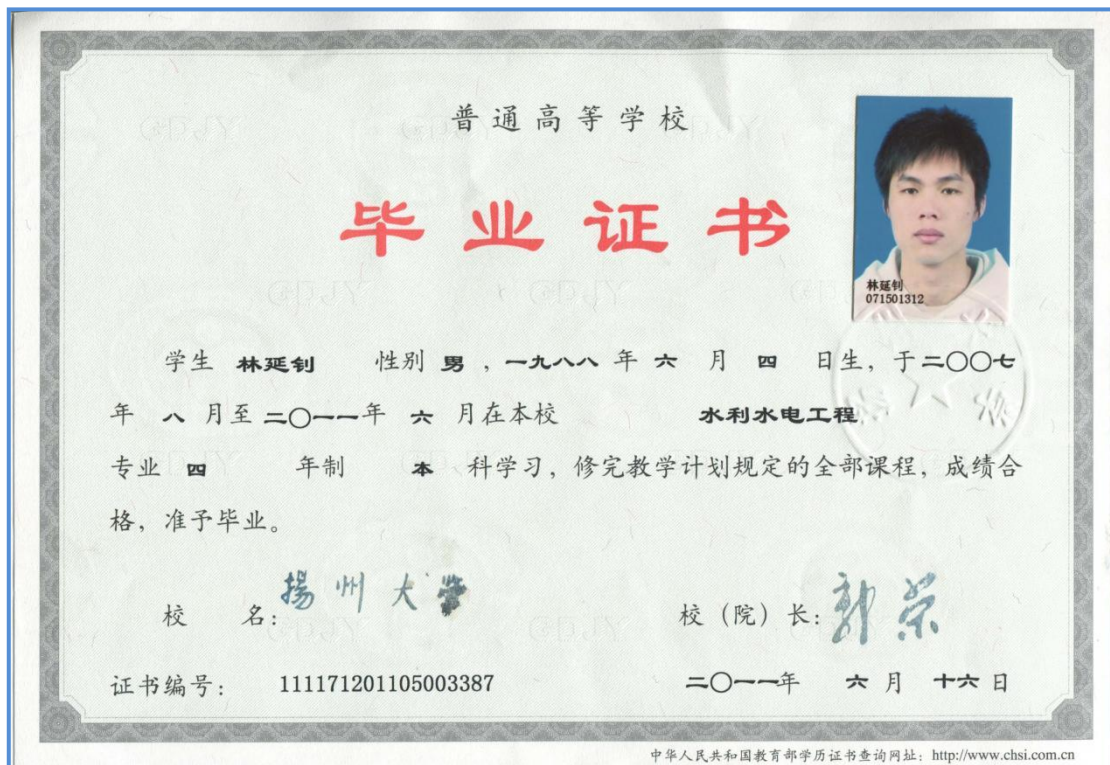 普通高等学校
毕业证书
林延钊
071501312
学生 林延钊 性别 男 ，一九八八 年 六 月 四 日生，于二〇〇七
年 八 月至 二〇一一年 六 月在本校 水利水电工程
专业 四 年制 本 科学习，修完教学计划规定的全部课程，成绩合
格，准予毕业。
校 名：揚州大學 校（院）长：郭荣
证书编号： 111171201105003387 二〇一一年 六 月 十六 日
中华人民共和国教育部学历证书查询网址：http://www.chsi.com.cn